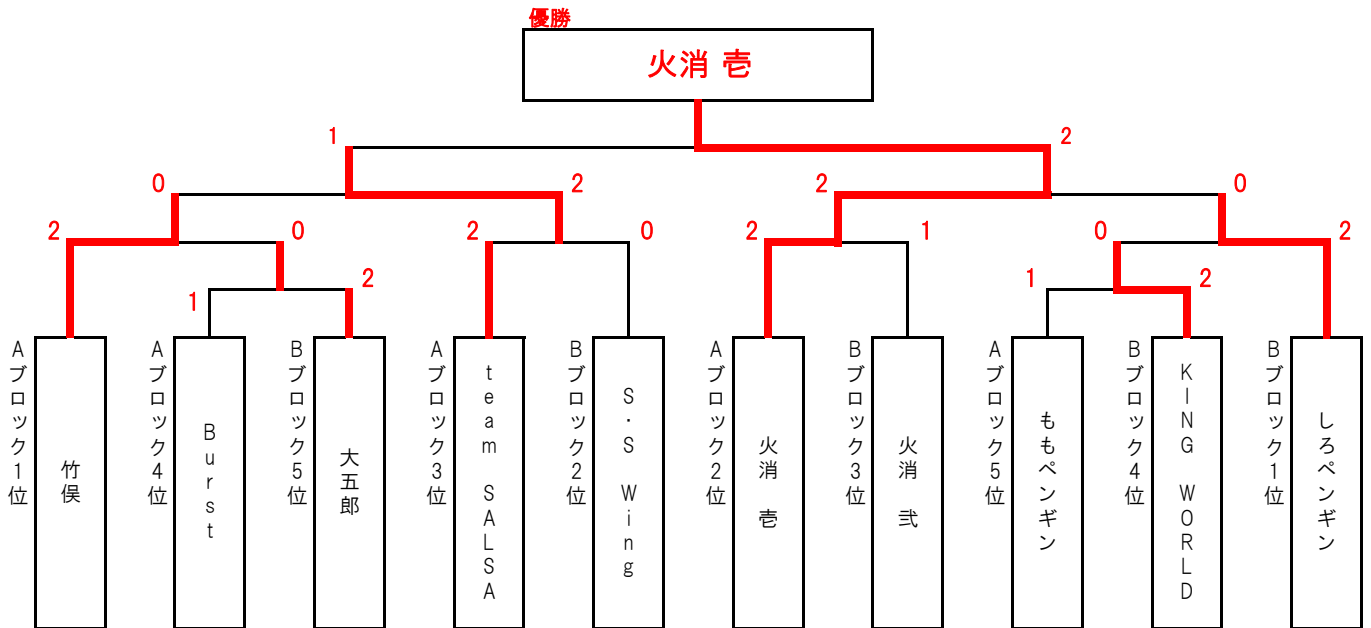 優勝
火消 壱
1
2
0
2
2
0
2
0
2
0
2
1
0
2
1
2
1
2
Aブロック1位
竹俣
Aブロック4位
Burst
Bブロック5位
大五郎
Aブロック3位
team SALSA
Bブロック2位
S・S Wing
Aブロック2位
火消 壱
Bブロック3位
火消 弐
Aブロック5位
ももペンギン
Bブロック4位
KING WORLD
Bブロック1位
しろペンギン